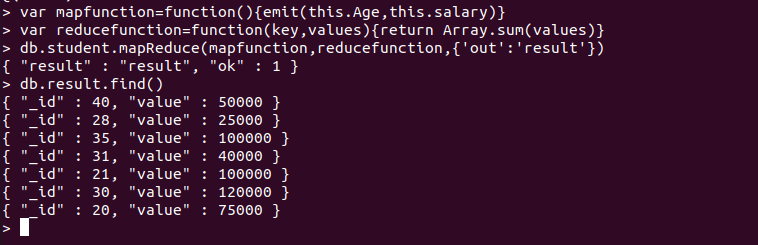 > var mapfunction=function(){emit(this.Age,this.salary)}
> var reducefunction=function(key,values){return Array.sum(values)}
> db.student.mapReduce(mapfunction,reducefunction,{'out':'result'})
{ "result" : "result", "ok" : 1 }
> db.result.find()
{ "_id" : 40, "value" : 50000 }
{ "_id" : 28, "value" : 25000 }
{ "_id" : 35, "value" : 100000 }
{ "_id" : 31, "value" : 40000 }
{ "_id" : 21, "value" : 100000 }
{ "_id" : 30, "value" : 120000 }
{ "_id" : 20, "value" : 75000 }
>